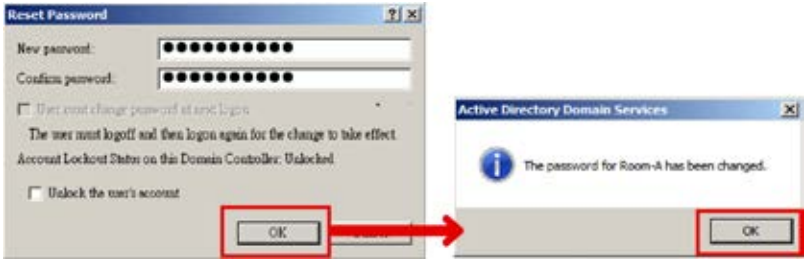 Reset Password
New password:
Confirm password:
User must change password at next logon
The user must logoff and then logon again for the change to take effect.
Account Lockout Status on this Domain Controller: Unlocked
Unlock the user's account
OK
Active Directory Domain Services
The password for Room-A has been changed.
OK